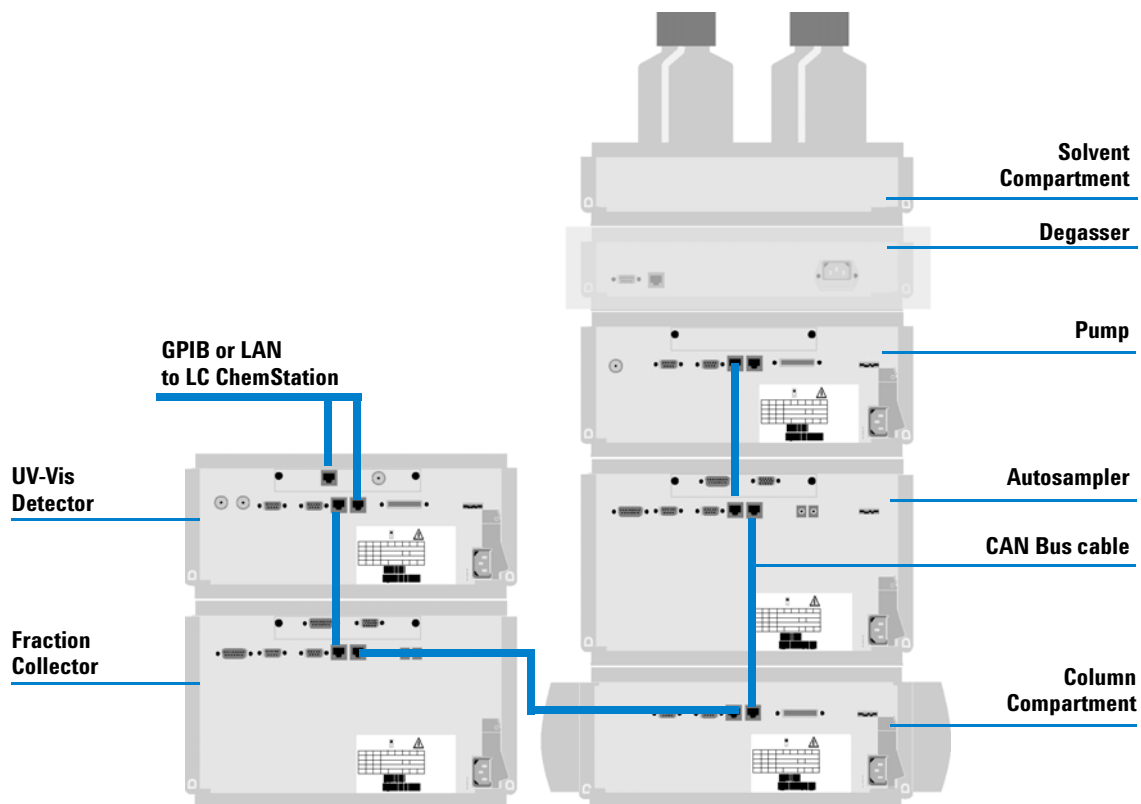 Solvent
Compartment
Degasser
Pump
GPIB or LAN
to LC ChemStation
UV-Vis
Detector
Autosampler
CAN Bus cable
Fraction
Collector
Column
Compartment